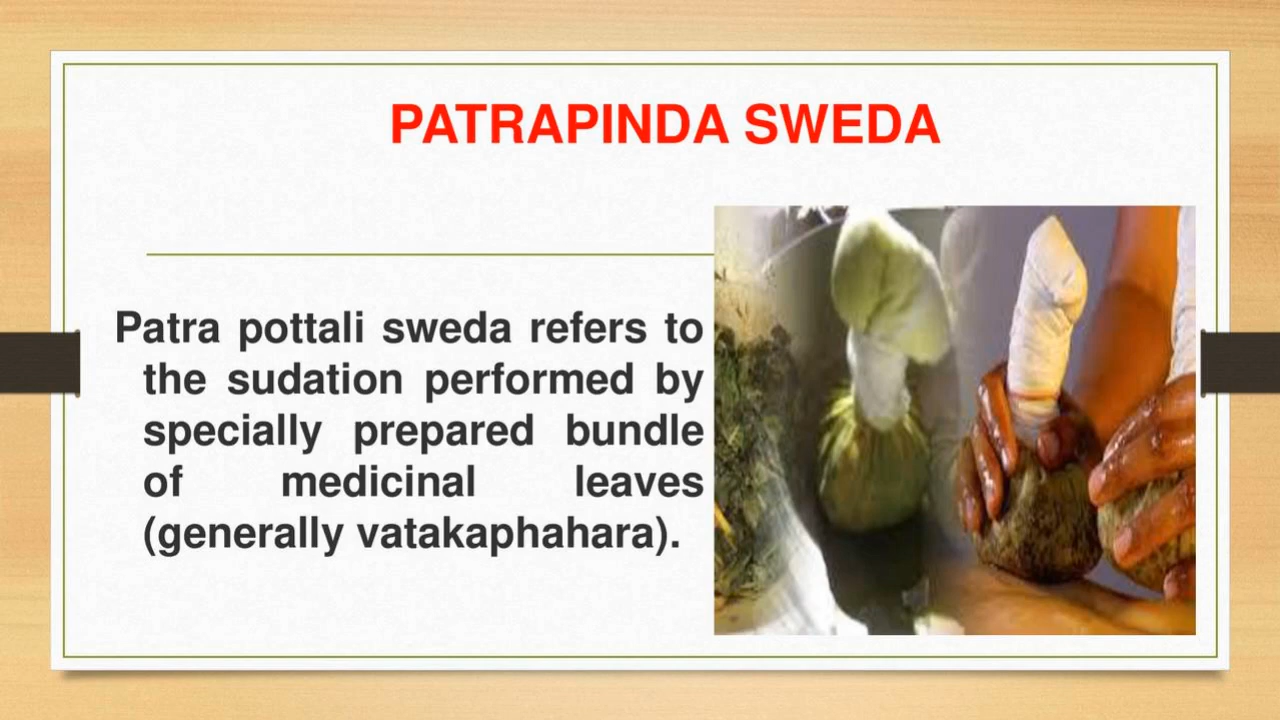 PATRAPINDA SWEDA
Patra pottali sweda refers to
the sudation performed by
specially prepared bundle
of medicinal leaves
(generally vatakaphahara).